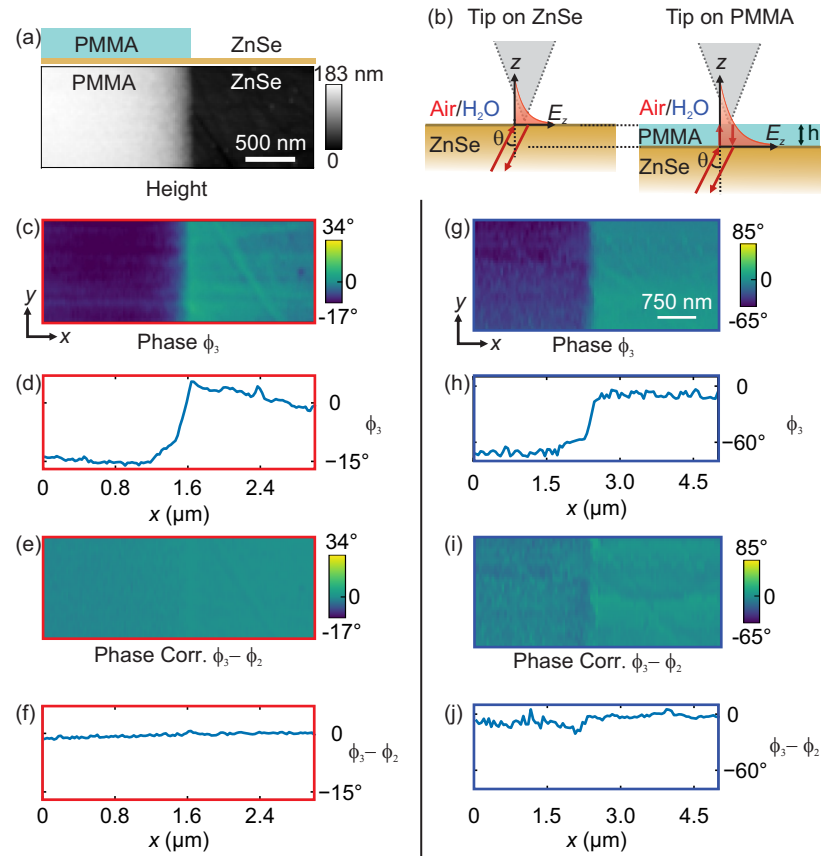 (a)
PMMA
ZnSe
PMMA
ZnSe
183 nm
0
500 nm
Height
(b)
Tip on ZnSe
Tip on PMMA
z
Air/H₂O
E_z
ZnSe
θ
z
Air/H₂O
PMMA
E_z
h
ZnSe
θ
(c)
34°
0
-17°
y
x
Phase ϕ₃
(d)
0
ϕ₃
−15°
0
0.8
1.6
2.4
x (μm)
(e)
34°
0
-17°
Phase Corr. ϕ₃− ϕ₂
(f)
0
ϕ₃− ϕ₂
−15°
0
0.8
1.6
2.4
x (μm)
(g)
85°
0
-65°
750 nm
y
x
Phase ϕ₃
(h)
0
ϕ₃
−60°
0
1.5
3.0
4.5
x (μm)
(i)
85°
0
-65°
Phase Corr. ϕ₃− ϕ₂
(j)
0
ϕ₃− ϕ₂
−60°
0
1.5
3.0
4.5
x (μm)